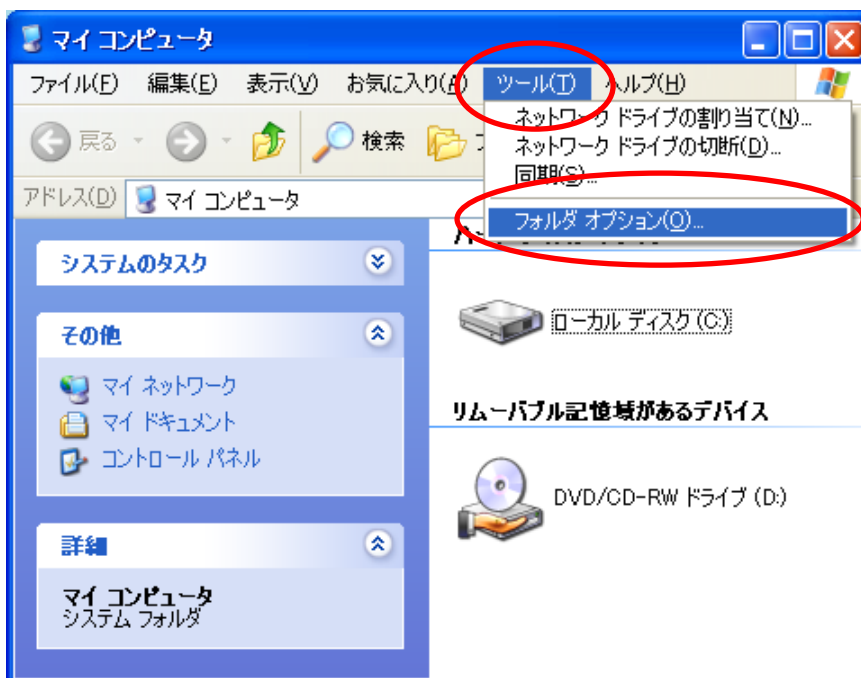 マイ コンピュータ
ファイル(F) 編集(E) 表示(V) お気に入り(A) ツール(T) ヘルプ(H)
戻る 検索
ネットワーク ドライブの割り当て(N)...
ネットワーク ドライブの切断(D)...
同期(S)...
フォルダ オプション(O)...
アドレス(D) マイ コンピュータ
システムのタスク
その他
マイ ネットワーク
マイ ドキュメント
コントロール パネル
詳細
マイ コンピュータ
システム フォルダ
ローカル ディスク (C:)
リムーバブル記憶域があるデバイス
DVD/CD-RW ドライブ (D:)